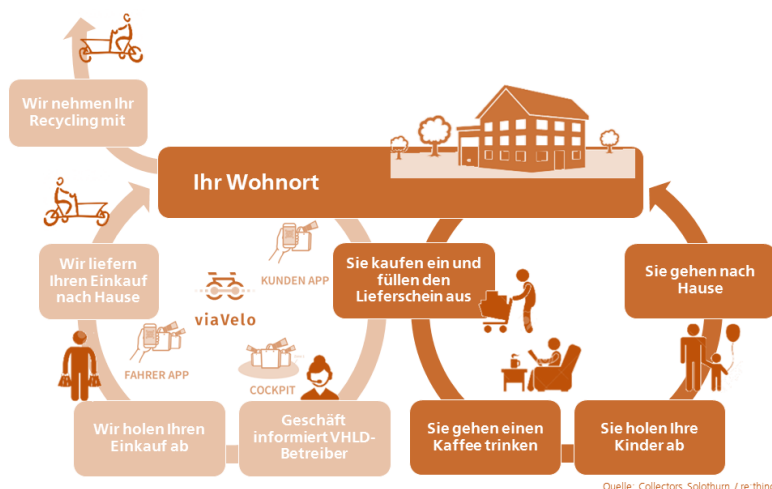 Wir nehmen Ihr
Recycling mit
Ihr Wohnort
Wir liefern
Ihren Einkauf
nach Hause
KUNDEN APP
viaVelo
FAHRER APP
COCKPIT
Sie kaufen ein und
füllen den
Lieferschein aus
Sie gehen nach
Hause
Wir holen Ihren
Einkauf ab
Geschäft
informiert VHLD-
Betreiber
Sie gehen einen
Kaffee trinken
Sie holen Ihre
Kinder ab
Quelle: Collectors Solothurn / re:thing